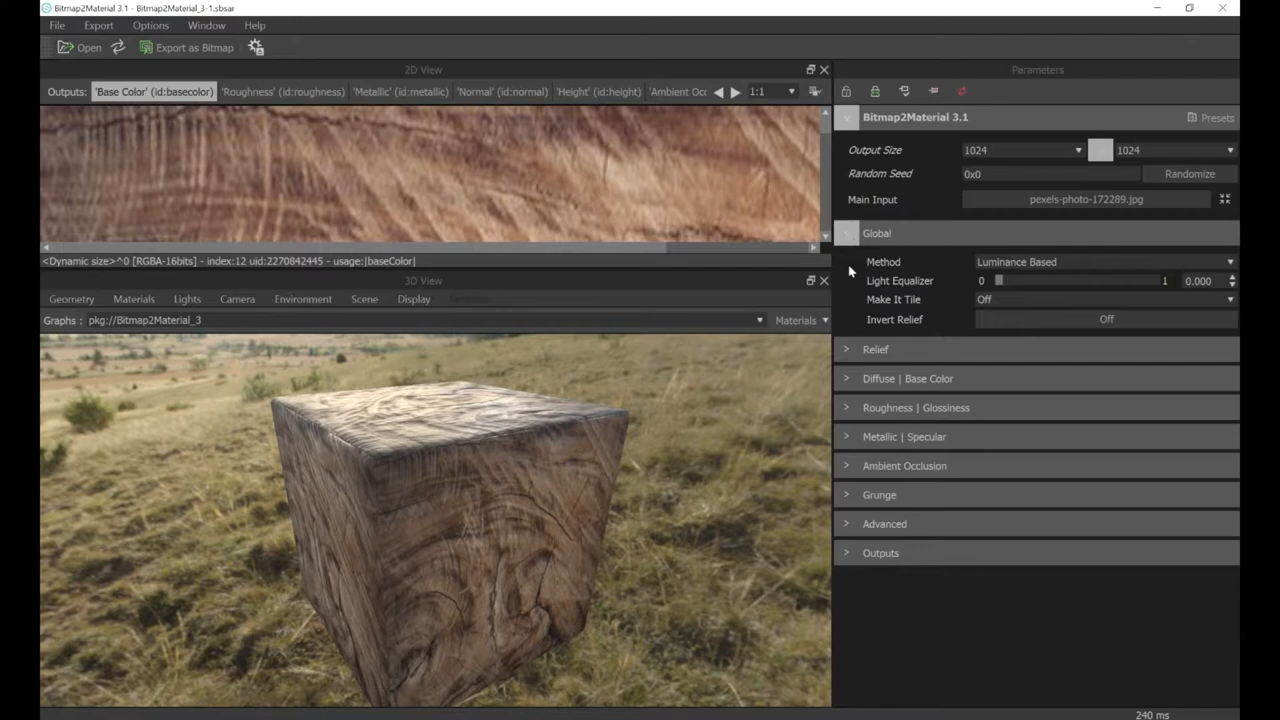 Bitmap2Material 3.1 - Bitmap2Material_3-1.sbsar
File Export Options Window Help
Open Export as Bitmap
2D View
Outputs: 'Base Color' (id:basecolor) 'Roughness' (id:roughness) 'Metallic' (id:metallic) 'Normal' (id:normal) 'Height' (id:height) 'Ambient Occ 1:1
<Dynamic size>^0 [RGBA-16bits] - index:12 uid:2270842445 - usage:|baseColor|
3D View
Geometry Materials Lights Camera Environment Scene Display
Graphs : pkg://Bitmap2Material_3 Materials
Parameters
Bitmap2Material 3.1 Presets
Output Size 1024 1024
Random Seed 0x0 Randomize
Main Input pexels-photo-172289.jpg
Global
Method Luminance Based
Light Equalizer 0 1 0.000
Make It Tile Off
Invert Relief Off
Relief
Diffuse | Base Color
Roughness | Glossiness
Metallic | Specular
Ambient Occlusion
Grunge
Advanced
Outputs
240 ms